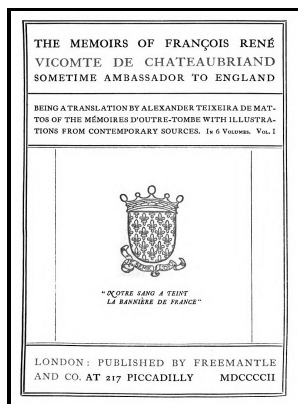 THE MEMOIRS OF FRANÇOIS RENÉ
VICOMTE DE CHATEAUBRIAND
SOMETIME AMBASSADOR TO ENGLAND
BEING A TRANSLATION BY ALEXANDER TEIXEIRA DE MAT-
TOS OF THE MÉMOIRES D'OUTRE-TOMBE WITH ILLUSTRA-
TIONS FROM CONTEMPORARY SOURCES. In 6 Volumes. Vol. I
"NOTRE SANG A TEINT
LA BANNIÈRE DE FRANCE"
LONDON: PUBLISHED BY FREEMANTLE
AND CO. AT 217 PICCADILLY MDCCCCII